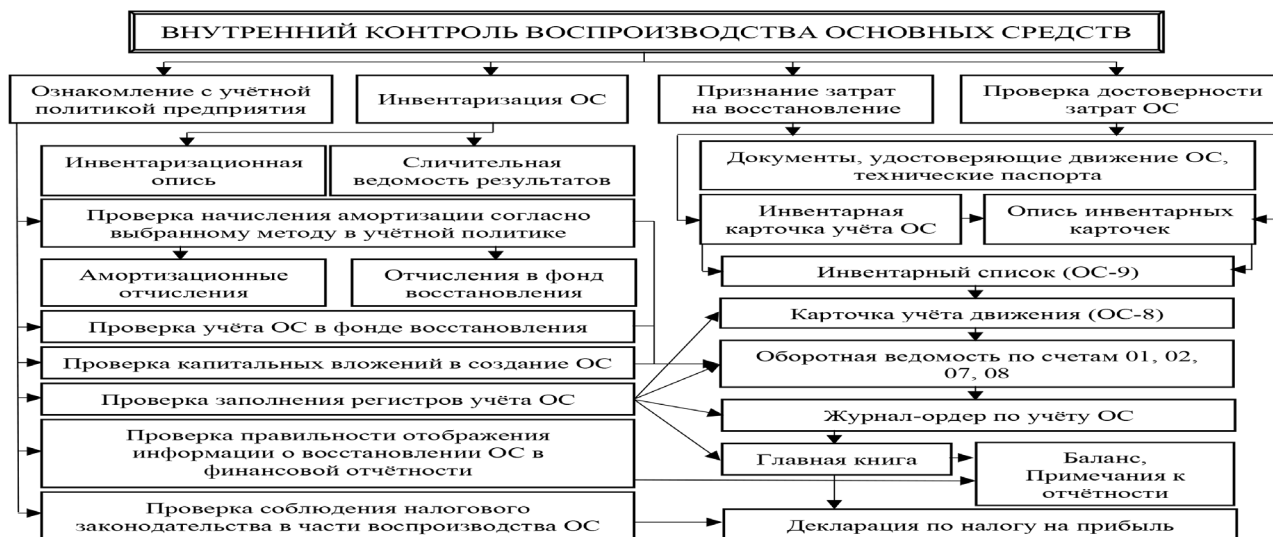 ВНУТРЕННИЙ КОНТРОЛЬ ВОСПРОИЗВОДСТВА ОСНОВНЫХ СРЕДСТВ
Ознакомление с учётной
политикой предприятия
Инвентаризация ОС
Признание затрат
на восстановление
Проверка достоверности
затрат ОС
Инвентаризационная
опись
Сличительная
ведомость результатов
Проверка начисления амортизации согласно
выбранному методу в учётной политике
Амортизационные
отчисления
Отчисления в фонд
восстановления
Проверка учёта ОС в фонде восстановления
Проверка капитальных вложений в создание ОС
Проверка заполнения регистров учёта ОС
Проверка правильности отображения
информации о восстановлении ОС в
финансовой отчётности
Проверка соблюдения налогового
законодательства в части воспроизводства ОС
Документы, удостоверяющие движение ОС,
технические паспорта
Инвентарная
карточка учёта ОС
Опись инвентарных
карточек
Инвентарный список (ОС-9)
Карточка учёта движения (ОС-8)
Оборотная ведомость по счетам 01, 02,
07, 08
Журнал-ордер по учёту ОС
Главная книга
Баланс,
Примечания к
отчётности
Декларация по налогу на прибыль